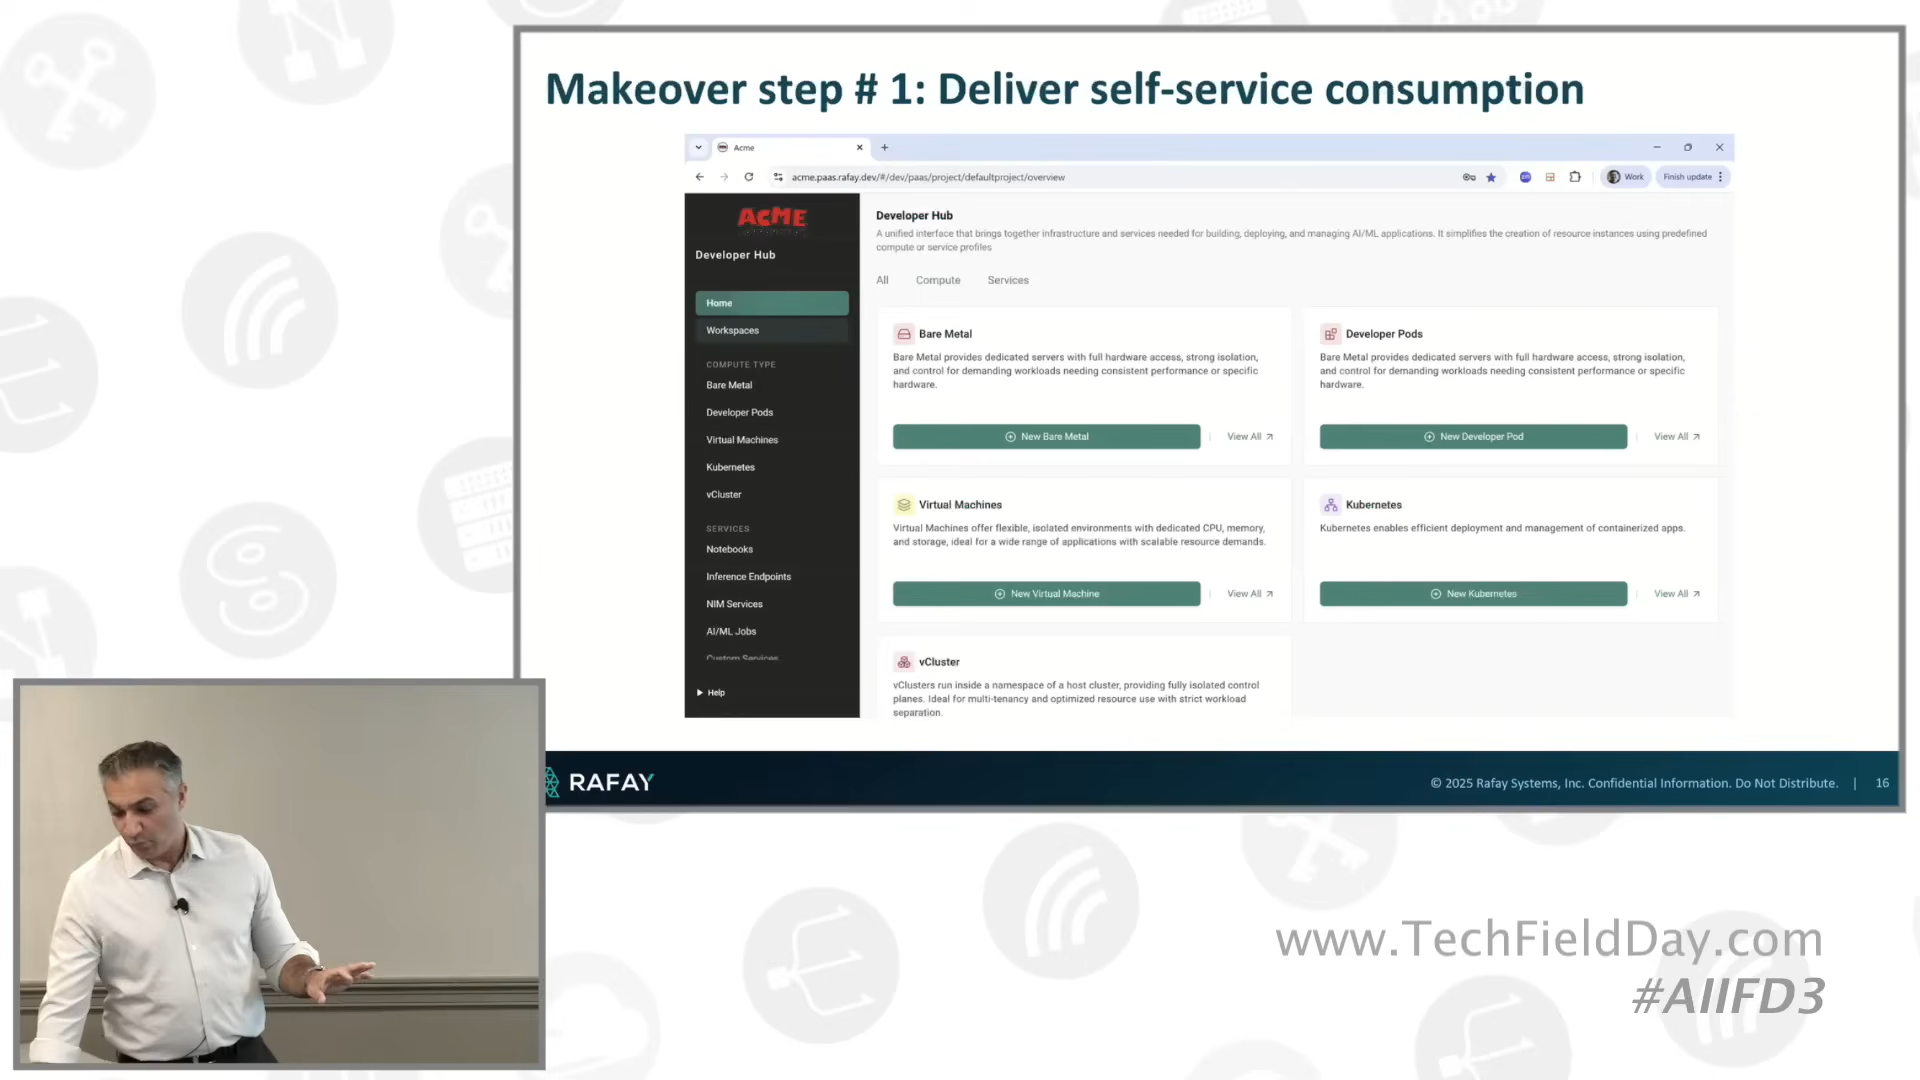 Makeover step # 1: Deliver self-service consumption
Acme
acme.paas.rafay.dev/#/dev/paas/project/defaultproject/overview
Work
Finish update
ACME
Developer Hub
Home
Workspaces
COMPUTE TYPE
Bare Metal
Developer Pods
Virtual Machines
Kubernetes
vCluster
SERVICES
Notebooks
Inference Endpoints
NIM Services
AI/ML Jobs
Custom Services
Help
Developer Hub
A unified interface that brings together infrastructure and services needed for building, deploying, and managing AI/ML applications. It simplifies the creation of resource instances using predefined
compute or service profiles
All Compute Services
Bare Metal
Bare Metal provides dedicated servers with full hardware access, strong isolation,
and control for demanding workloads needing consistent performance or specific
hardware.
New Bare Metal
View All
Developer Pods
Bare Metal provides dedicated servers with full hardware access, strong isolation,
and control for demanding workloads needing consistent performance or specific
hardware.
New Developer Pod
View All
Virtual Machines
Virtual Machines offer flexible, isolated environments with dedicated CPU, memory,
and storage, ideal for a wide range of applications with scalable resource demands.
New Virtual Machine
View All
Kubernetes
Kubernetes enables efficient deployment and management of containerized apps.
New Kubernetes
View All
vCluster
vClusters run inside a namespace of a host cluster, providing fully isolated control
planes. Ideal for multi-tenancy and optimized resource use with strict workload
separation.
RAFAY
© 2025 Rafay Systems, Inc. Confidential Information. Do Not Distribute. | 16
www.TechFieldDay.com
#AIIFD3